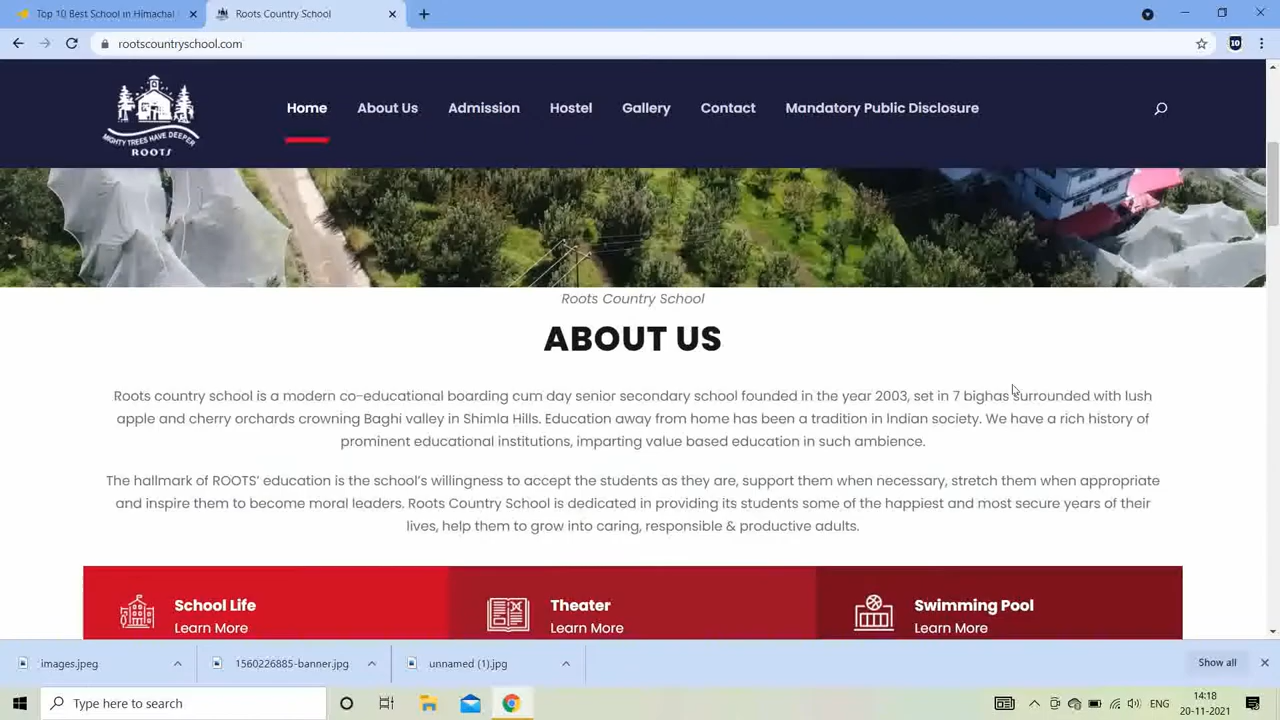 Top 10 Best School in Himachal
Roots Country School
rootscountryschool.com
10
MIGHTY TREES HAVE DEEPER
ROOTS
Home
About Us
Admission
Hostel
Gallery
Contact
Mandatory Public Disclosure
Roots Country School
ABOUT US
Roots country school is a modern co-educational boarding cum day senior secondary school founded in the year 2003, set in 7 bighas surrounded with lush
apple and cherry orchards crowning Baghi valley in Shimla Hills. Education away from home has been a tradition in Indian society. We have a rich history of
prominent educational institutions, imparting value based education in such ambience.
The hallmark of ROOTS’ education is the school’s willingness to accept the students as they are, support them when necessary, stretch them when appropriate
and inspire them to become moral leaders. Roots Country School is dedicated in providing its students some of the happiest and most secure years of their
lives, help them to grow into caring, responsible & productive adults.
School Life
Learn More
Theater
Learn More
Swimming Pool
Learn More
images.jpeg
1560226885-banner.jpg
unnamed (1).jpg
Show all
Type here to search
ENG
14:18
20-11-2021